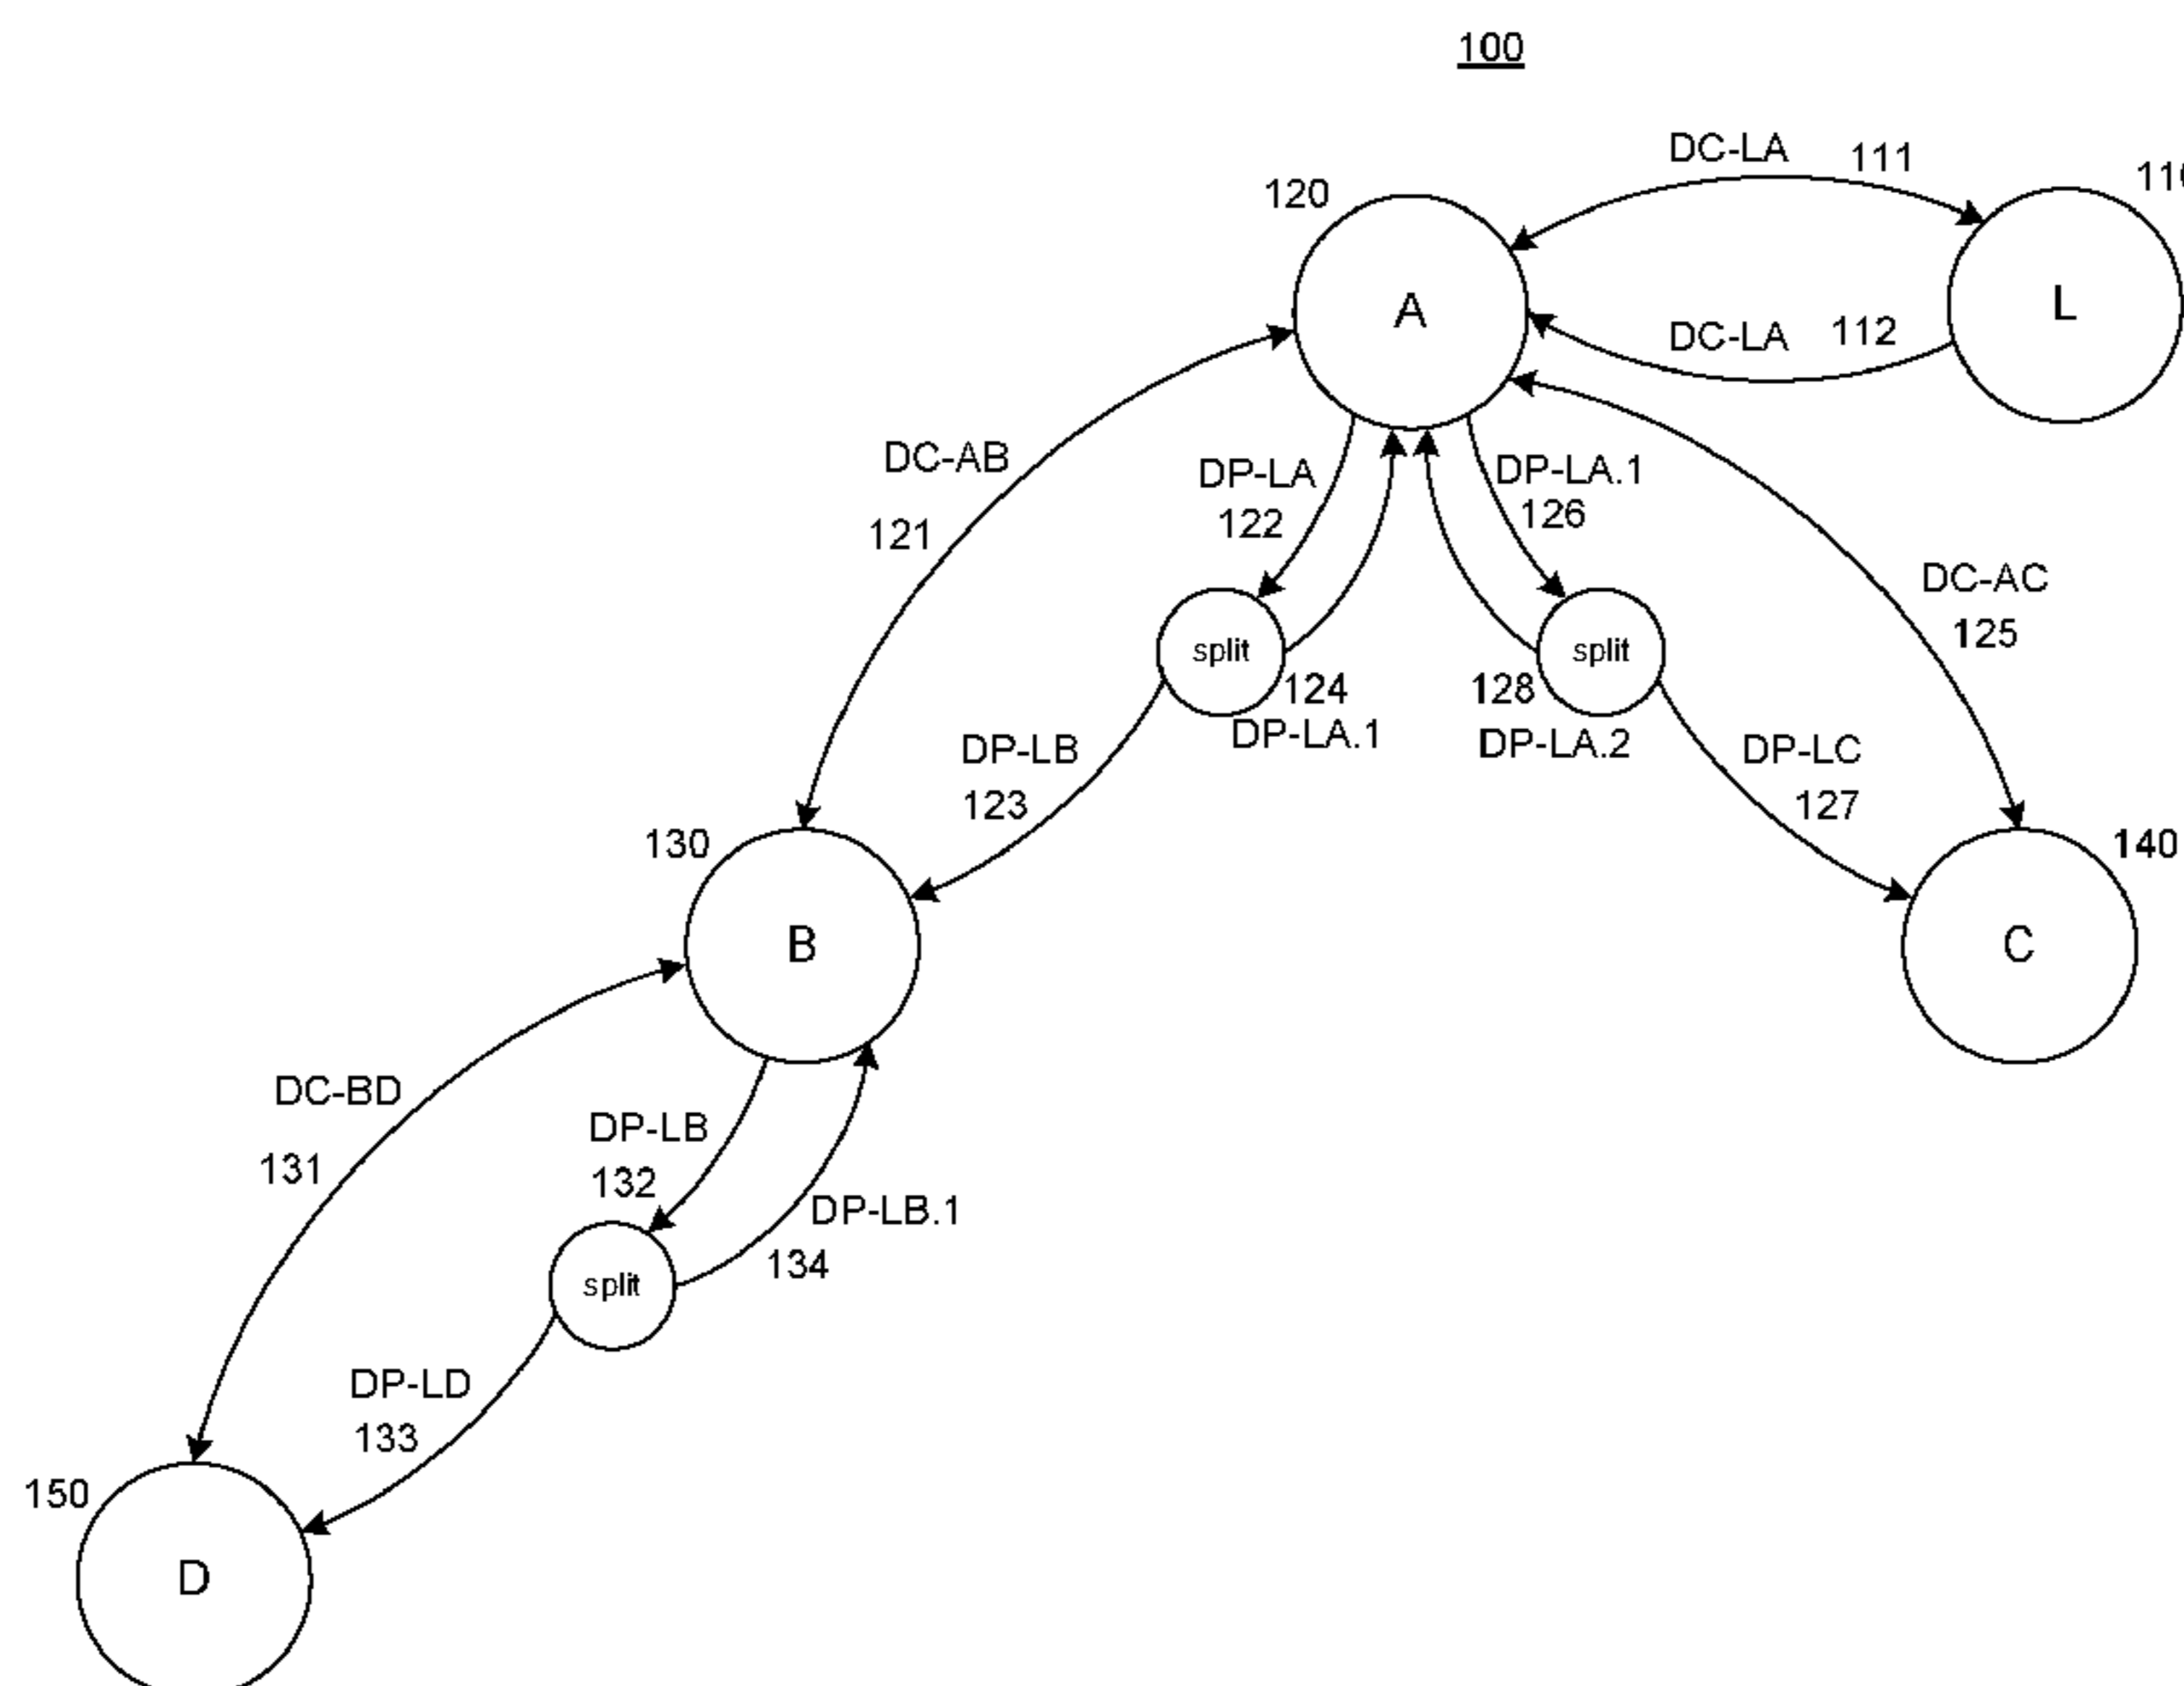 100
DC-LA
111
120
A
DC-LA
112
L
DC-AB
121
DP-LA
122
DP-LA.1
126
DC-AC
125
split
split
124
DP-LA.1
128
DP-LA.2
DP-LB
123
DP-LC
127
130
B
140
C
DC-BD
131
DP-LB
132
DP-LB.1
134
split
DP-LD
133
150
D